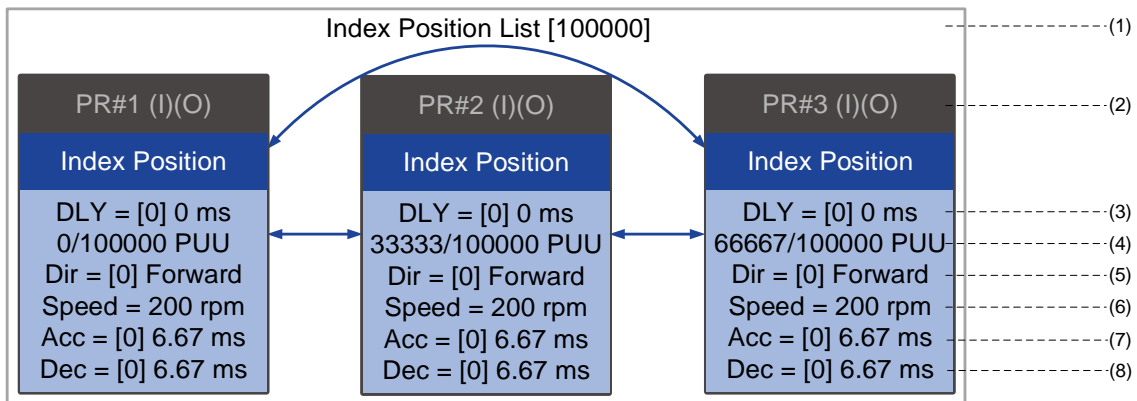 Index Position List [100000]
PR#1 (I)(O)
Index Position
DLY = [0] 0 ms
0/100000 PUU
Dir = [0] Forward
Speed = 200 rpm
Acc = [0] 6.67 ms
Dec = [0] 6.67 ms
PR#2 (I)(O)
Index Position
DLY = [0] 0 ms
33333/100000 PUU
Dir = [0] Forward
Speed = 200 rpm
Acc = [0] 6.67 ms
Dec = [0] 6.67 ms
PR#3 (I)(O)
Index Position
DLY = [0] 0 ms
66667/100000 PUU
Dir = [0] Forward
Speed = 200 rpm
Acc = [0] 6.67 ms
Dec = [0] 6.67 ms
(1)
(2)
(3)
(4)
(5)
(6)
(7)
(8)